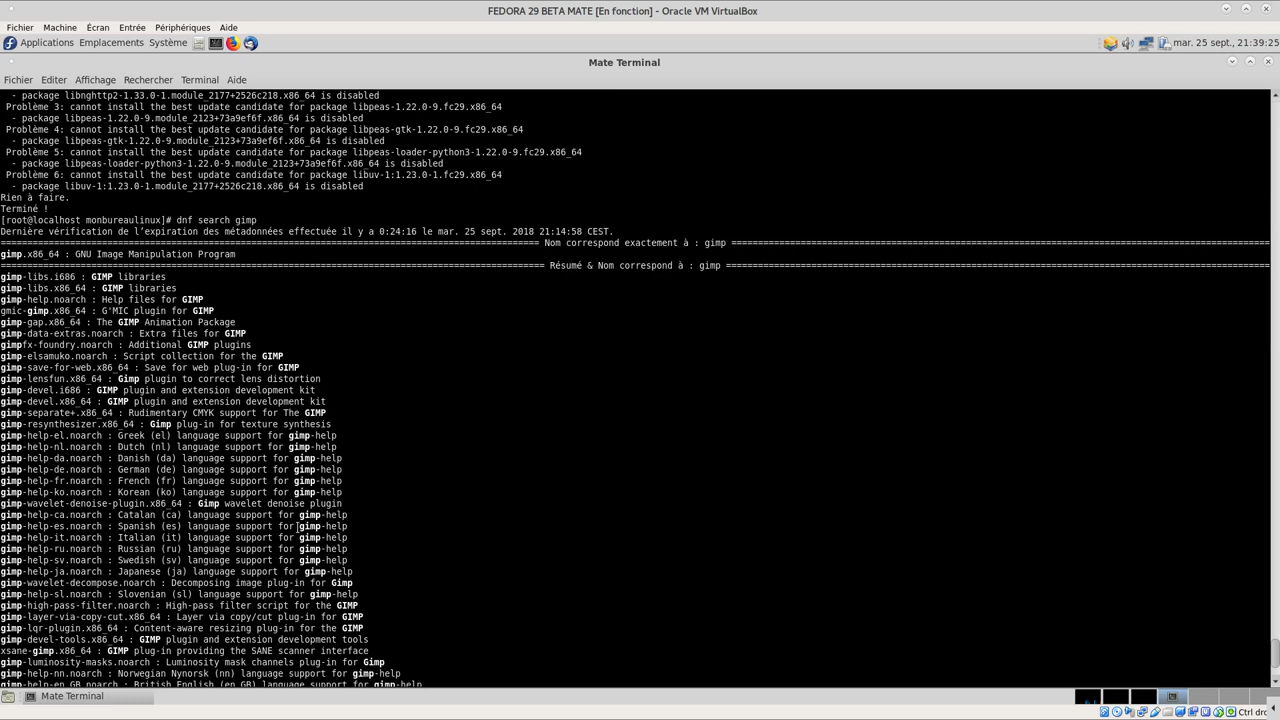 FEDORA 29 BETA MATE [En fonction] - Oracle VM VirtualBox
Fichier Machine Écran Entrée Périphériques Aide
Applications Emplacements Système mar. 25 sept., 21:39:25
Mate Terminal
Fichier Editer Affichage Rechercher Terminal Aide
- package libnghttp2-1.33.0-1.module_2177+2526c218.x86_64 is disabled
Problème 3: cannot install the best update candidate for package libpeas-1.22.0-9.fc29.x86_64
- package libpeas-1.22.0-9.module_2123+73a9ef6f.x86_64 is disabled
Problème 4: cannot install the best update candidate for package libpeas-gtk-1.22.0-9.fc29.x86_64
- package libpeas-gtk-1.22.0-9.module_2123+73a9ef6f.x86_64 is disabled
Problème 5: cannot install the best update candidate for package libpeas-loader-python3-1.22.0-9.fc29.x86_64
- package libpeas-loader-python3-1.22.0-9.module_2123+73a9ef6f.x86_64 is disabled
Problème 6: cannot install the best update candidate for package libuv-1:1.23.0-1.fc29.x86_64
- package libuv-1:1.23.0-1.module_2177+2526c218.x86_64 is disabled
Rien à faire.
Terminé !
[root@localhost monbureaulinux]# dnf search gimp
Dernière vérification de l’expiration des métadonnées effectuée il y a 0:24:16 le mar. 25 sept. 2018 21:14:58 CEST.
Nom correspond exactement à : gimp
gimp.x86_64 : GNU Image Manipulation Program
Résumé & Nom correspond à : gimp
gimp-libs.i686 : GIMP libraries
gimp-libs.x86_64 : GIMP libraries
gimp-help.noarch : Help files for GIMP
gmic-gimp.x86_64 : G'MIC plugin for GIMP
gimp-gap.x86_64 : The GIMP Animation Package
gimp-data-extras.noarch : Extra files for GIMP
gimpfx-foundry.noarch : Additional GIMP plugins
gimp-elsamuko.noarch : Script collection for the GIMP
gimp-save-for-web.x86_64 : Save for web plug-in for GIMP
gimp-lensfun.x86_64 : Gimp plugin to correct lens distortion
gimp-devel.i686 : GIMP plugin and extension development kit
gimp-devel.x86_64 : GIMP plugin and extension development kit
gimp-separate+.x86_64 : Rudimentary CMYK support for The GIMP
gimp-resynthesizer.x86_64 : Gimp plug-in for texture synthesis
gimp-help-el.noarch : Greek (el) language support for gimp-help
gimp-help-nl.noarch : Dutch (nl) language support for gimp-help
gimp-help-da.noarch : Danish (da) language support for gimp-help
gimp-help-de.noarch : German (de) language support for gimp-help
gimp-help-fr.noarch : French (fr) language support for gimp-help
gimp-help-ko.noarch : Korean (ko) language support for gimp-help
gimp-wavelet-denoise-plugin.x86_64 : Gimp wavelet denoise plugin
gimp-help-ca.noarch : Catalan (ca) language support for gimp-help
gimp-help-es.noarch : Spanish (es) language support for gimp-help
gimp-help-it.noarch : Italian (it) language support for gimp-help
gimp-help-ru.noarch : Russian (ru) language support for gimp-help
gimp-help-sv.noarch : Swedish (sv) language support for gimp-help
gimp-help-ja.noarch : Japanese (ja) language support for gimp-help
gimp-wavelet-decompose.noarch : Decomposing image plug-in for Gimp
gimp-help-sl.noarch : Slovenian (sl) language support for gimp-help
gimp-high-pass-filter.noarch : High-pass filter script for the GIMP
gimp-layer-via-copy-cut.x86_64 : Layer via copy/cut plug-in for GIMP
gimp-lqr-plugin.x86_64 : Content-aware resizing plug-in for the GIMP
gimp-devel-tools.x86_64 : GIMP plugin and extension development tools
xsane-gimp.x86_64 : GIMP plug-in providing the SANE scanner interface
gimp-luminosity-masks.noarch : Luminosity mask channels plug-in for Gimp
gimp-help-nn.noarch : Norwegian Nynorsk (nn) language support for gimp-help
gimp-help-en_GB.noarch : British English (en_GB) language support for gimp-help
Mate Terminal
Ctrl dro